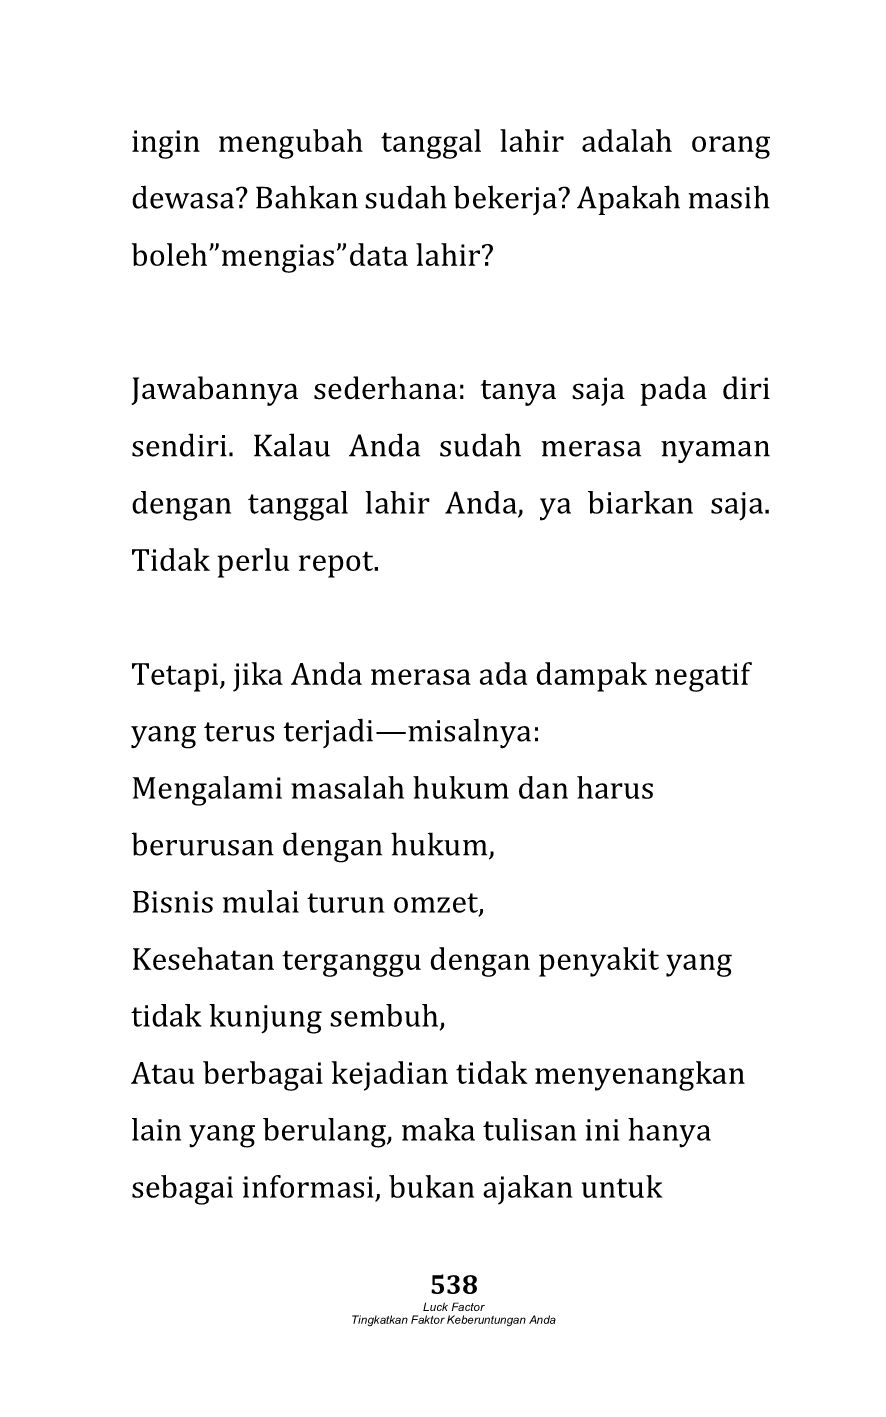 ingin mengubah tanggal lahir adalah orang
dewasa? Bahkan sudah bekerja? Apakah masih
boleh”mengias”data lahir?
Jawabannya sederhana: tanya saja pada diri
sendiri. Kalau Anda sudah merasa nyaman
dengan tanggal lahir Anda, ya biarkan saja.
Tidak perlu repot.
Tetapi, jika Anda merasa ada dampak negatif
yang terus terjadi—misalnya:
Mengalami masalah hukum dan harus
berurusan dengan hukum,
Bisnis mulai turun omzet,
Kesehatan terganggu dengan penyakit yang
tidak kunjung sembuh,
Atau berbagai kejadian tidak menyenangkan
lain yang berulang, maka tulisan ini hanya
sebagai informasi, bukan ajakan untuk
538
Luck Factor
Tingkatkan Faktor Keberuntungan Anda